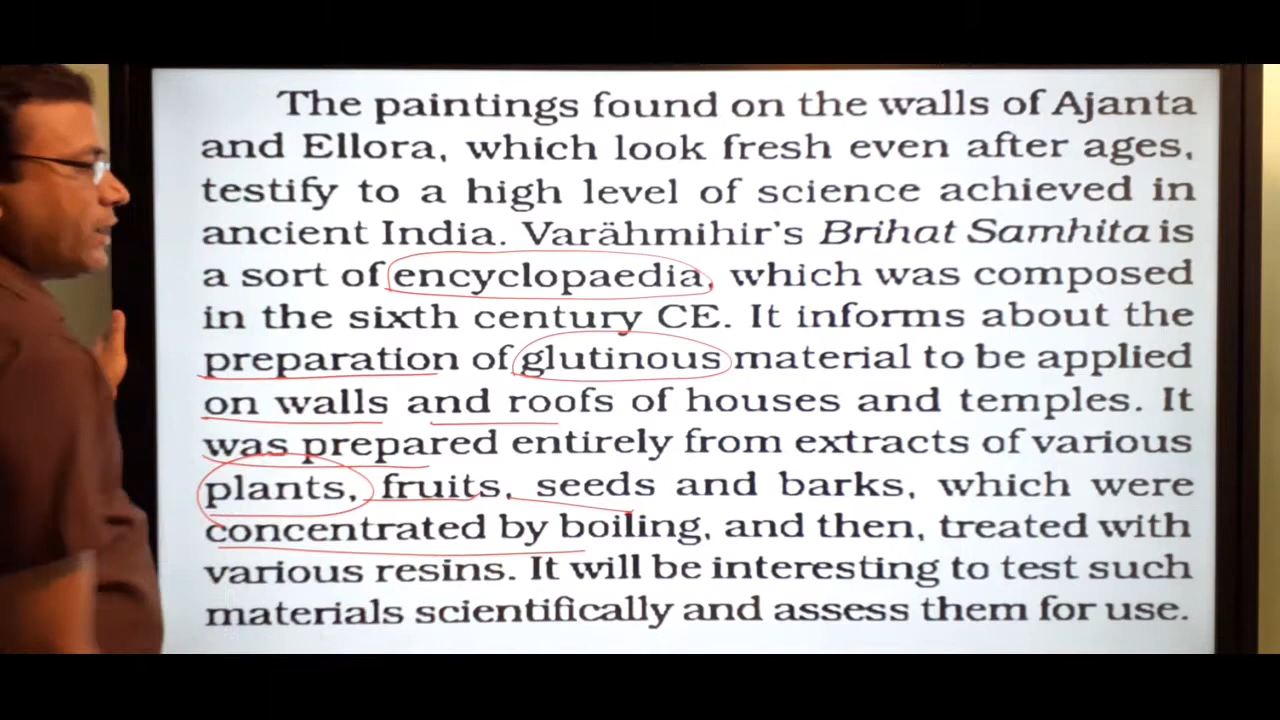 The paintings found on the walls of Ajanta
and Ellora, which look fresh even after ages,
testify to a high level of science achieved in
ancient India. Varähmihir's Brihat Samhita is
a sort of encyclopaedia, which was composed
in the sixth century CE. It informs about the
preparation of glutinous material to be applied
on walls and roofs of houses and temples. It
was prepared entirely from extracts of various
plants, fruits, seeds and barks, which were
concentrated by boiling, and then, treated with
various resins. It will be interesting to test such
materials scientifically and assess them for use.